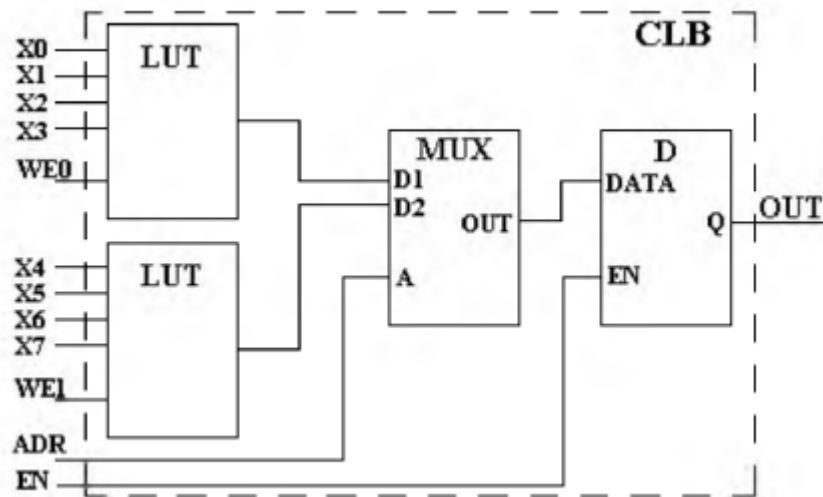 CLB
X0
X1
X2
X3
WE0
LUT
X4
X5
X6
X7
WE1
LUT
ADR
EN
MUX
D1
D2
OUT
A
D
DATA
Q
EN
OUT